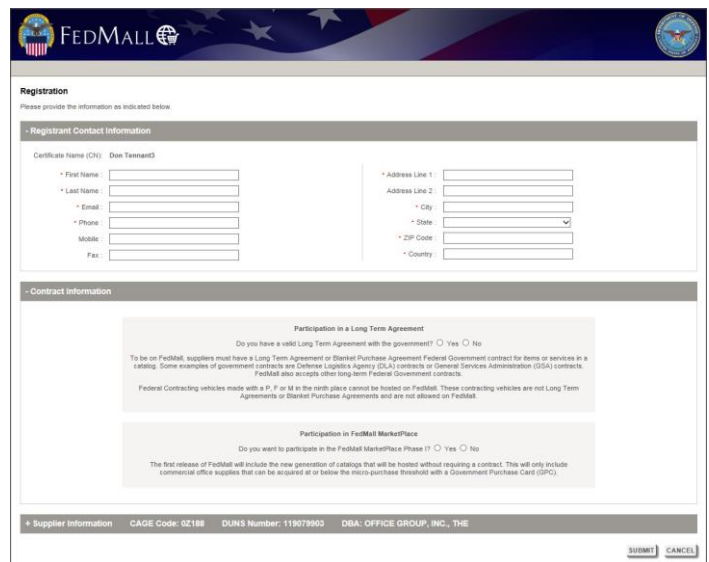 FEDMALL
Registration
Please provide the information as indicated below.
- Registrant Contact Information
Certificate Name (CN): Don Tennant3
* First Name :
* Last Name :
* Email :
* Phone :
Mobile :
Fax :
* Address Line 1 :
Address Line 2 :
* City :
* State :
* ZIP Code :
* Country :
- Contract Information
Participation in a Long Term Agreement
Do you have a valid Long Term Agreement with the government? Yes No
To be on FedMall, suppliers must have a Long Term Agreement or Blanket Purchase Agreement Federal Government contract for items or services in a
catalog. Some examples of government contracts are Defense Logistics Agency (DLA) contracts or General Services Administration (GSA) contracts.
FedMall also accepts other long-term Federal Government contracts.
Federal Contracting vehicles made with a P, F or M in the ninth place cannot be hosted on FedMall. These contracting vehicles are not Long Term
Agreements or Blanket Purchase Agreements and are not allowed on FedMall.
Participation in FedMall MarketPlace
Do you want to participate in the FedMall MarketPlace Phase I? Yes No
The first release of FedMall will include the new generation of catalogs that will be hosted without requiring a contract. This will only include
commercial office supplies that can be acquired at or below the micro-purchase threshold with a Government Purchase Card (GPC).
+ Supplier Information CAGE Code: 0Z188 DUNS Number: 119079903 DBA: OFFICE GROUP, INC., THE
SUBMIT CANCEL